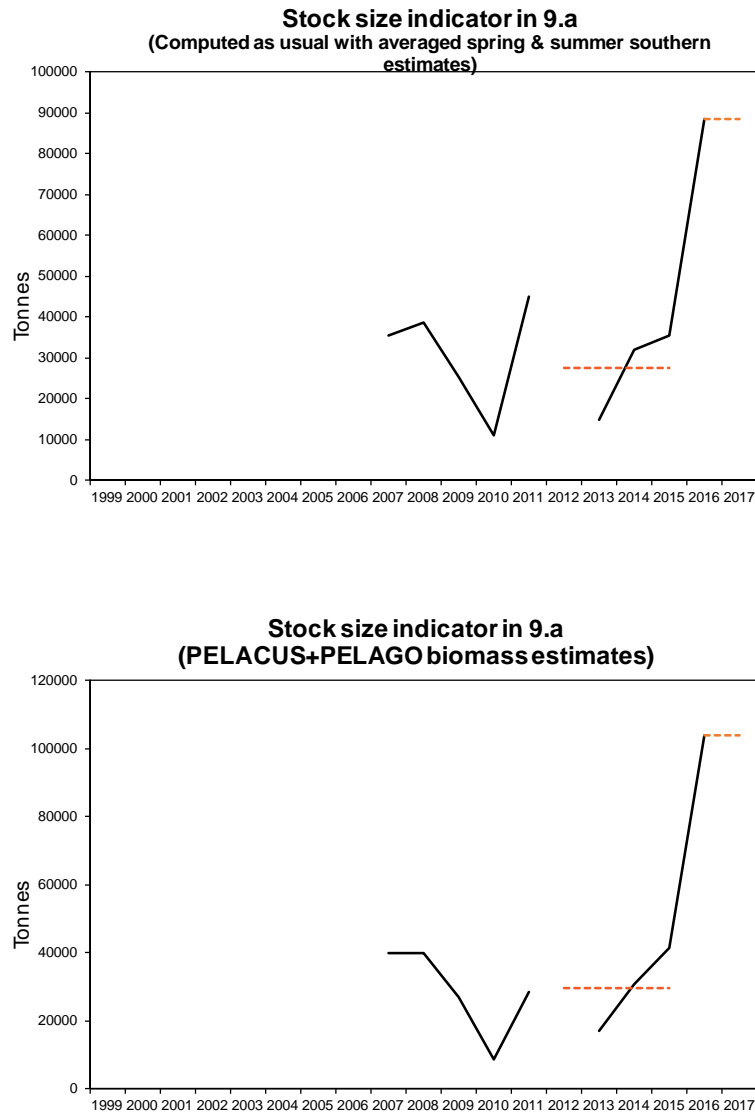 Stock size indicator in 9.a
(Computed as usual with averaged spring & summer southern
estimates)
100000
90000
80000
70000
60000
50000
40000
30000
20000
10000
0
Tonnes
1999 2000 2001 2002 2003 2004 2005 2006 2007 2008 2009 2010 2011 2012 2013 2014 2015 2016 2017
Stock size indicator in 9.a
(PELACUS+PELAGO biomass estimates)
120000
100000
80000
60000
40000
20000
0
Tonnes
1999 2000 2001 2002 2003 2004 2005 2006 2007 2008 2009 2010 2011 2012 2013 2014 2015 2016 2017